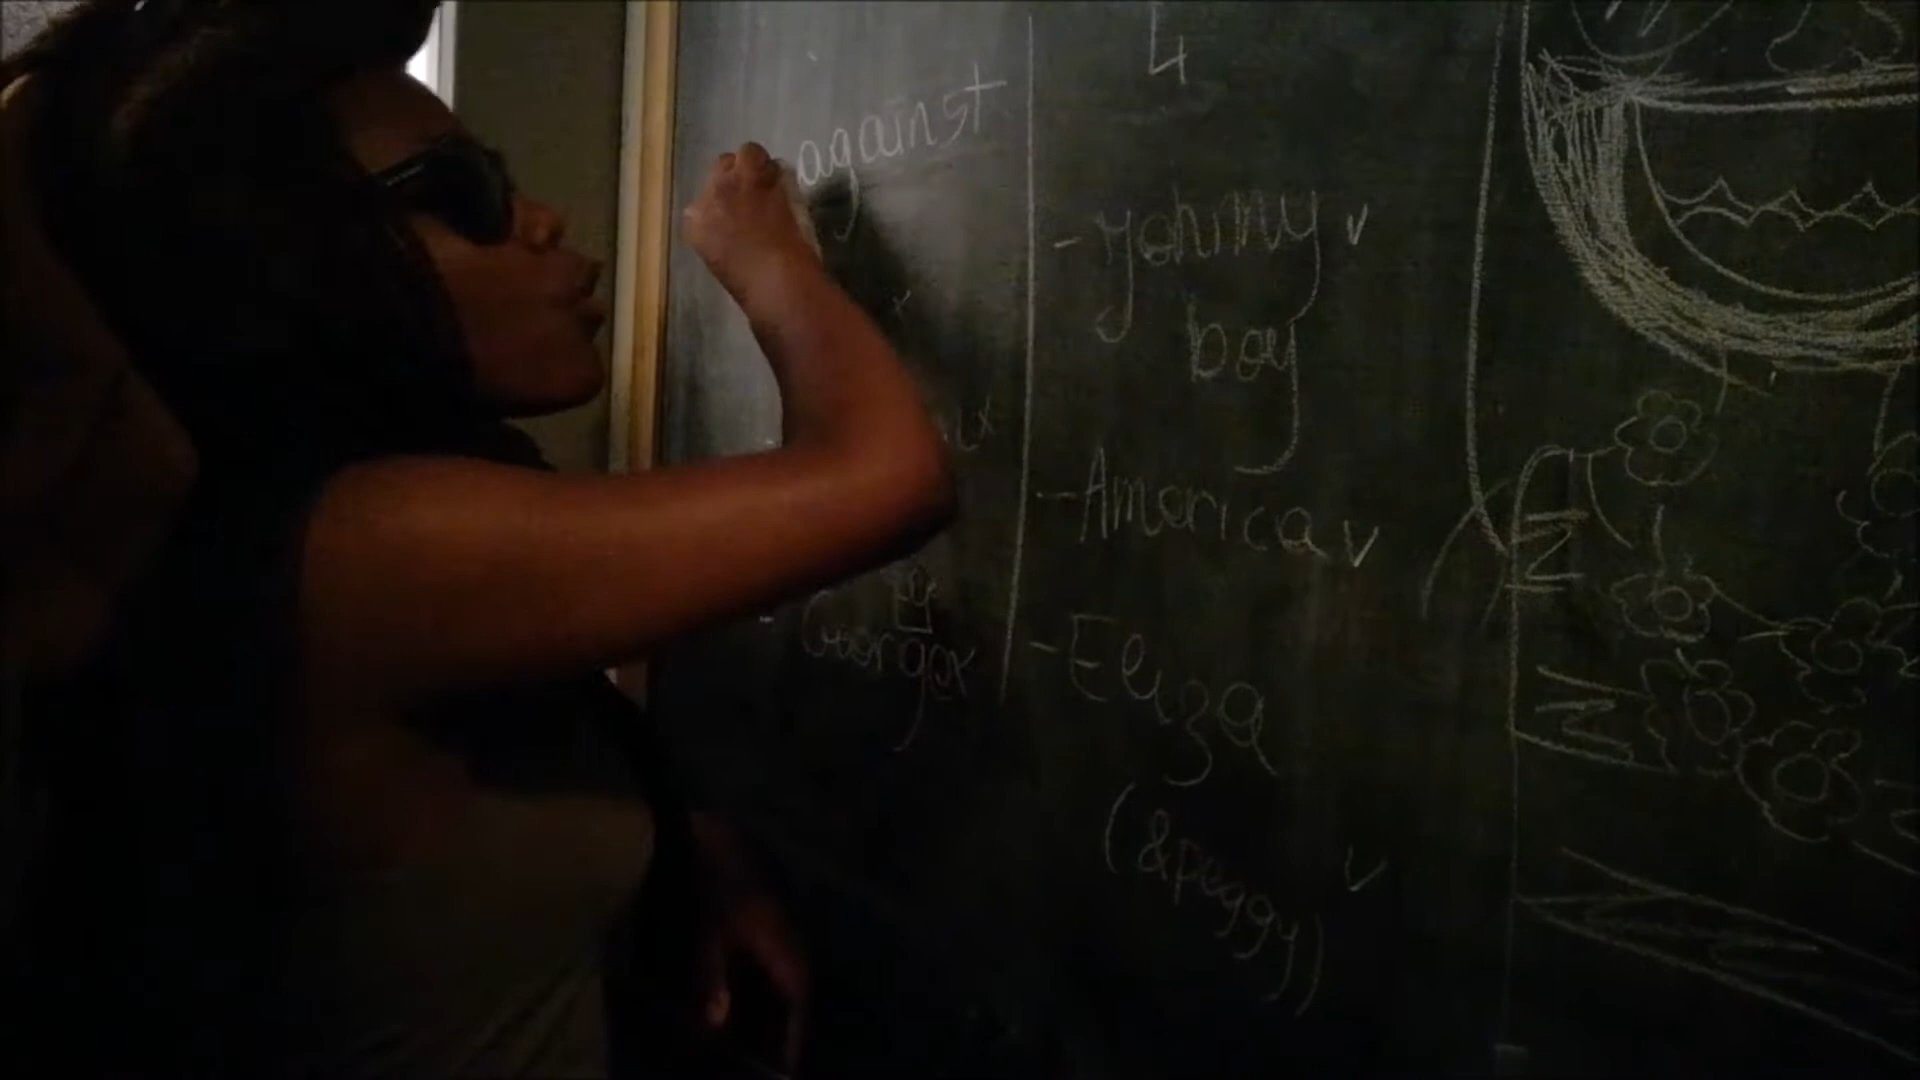 against
George
4
- Johnny v
boy
- America v
- Eliza
(&peggy) v